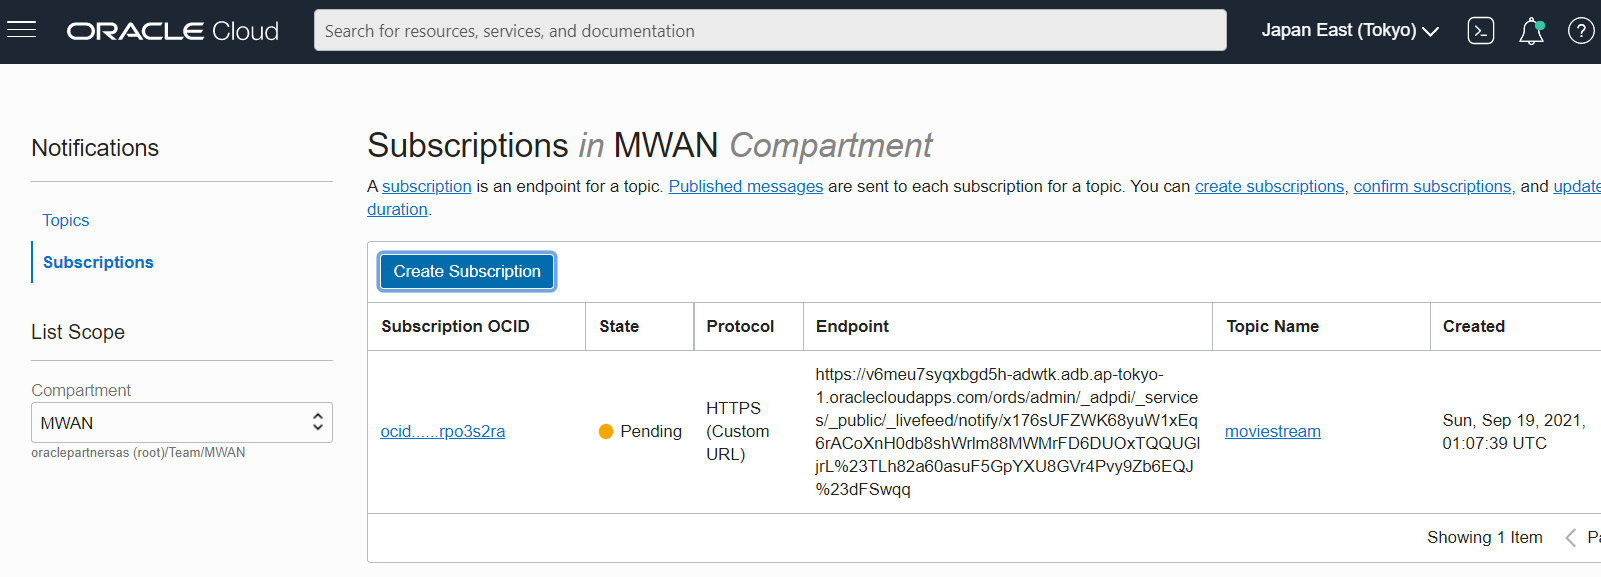 ORACLE Cloud
Search for resources, services, and documentation
Japan East (Tokyo)
Notifications
Topics
Subscriptions
List Scope
Compartment
MWAN
oraclepartnersas (root)/Team/MWAN
Subscriptions in MWAN Compartment
A subscription is an endpoint for a topic. Published messages are sent to each subscription for a topic. You can create subscriptions, confirm subscriptions, and update
duration.
Create Subscription
Subscription OCID State Protocol Endpoint Topic Name Created
ocid......rpo3s2ra
Pending
HTTPS
(Custom
URL)
https://v6meu7syqxbgd5h-adwtk.adb.ap-tokyo-
1.oraclecloudapps.com/ords/admin/_adpdi/_service
s/_public/_livefeed/notify/x176sUFZWK68yuW1xEq
6rACoXnH0db8shWrlm88MWMrFD6DUOxTQQUGl
jrL%23TLh82a60asuF5GpYXU8GVr4Pvy9Zb6EQJ
%23dFSwqq
moviestream
Sun, Sep 19, 2021,
01:07:39 UTC
Showing 1 Item